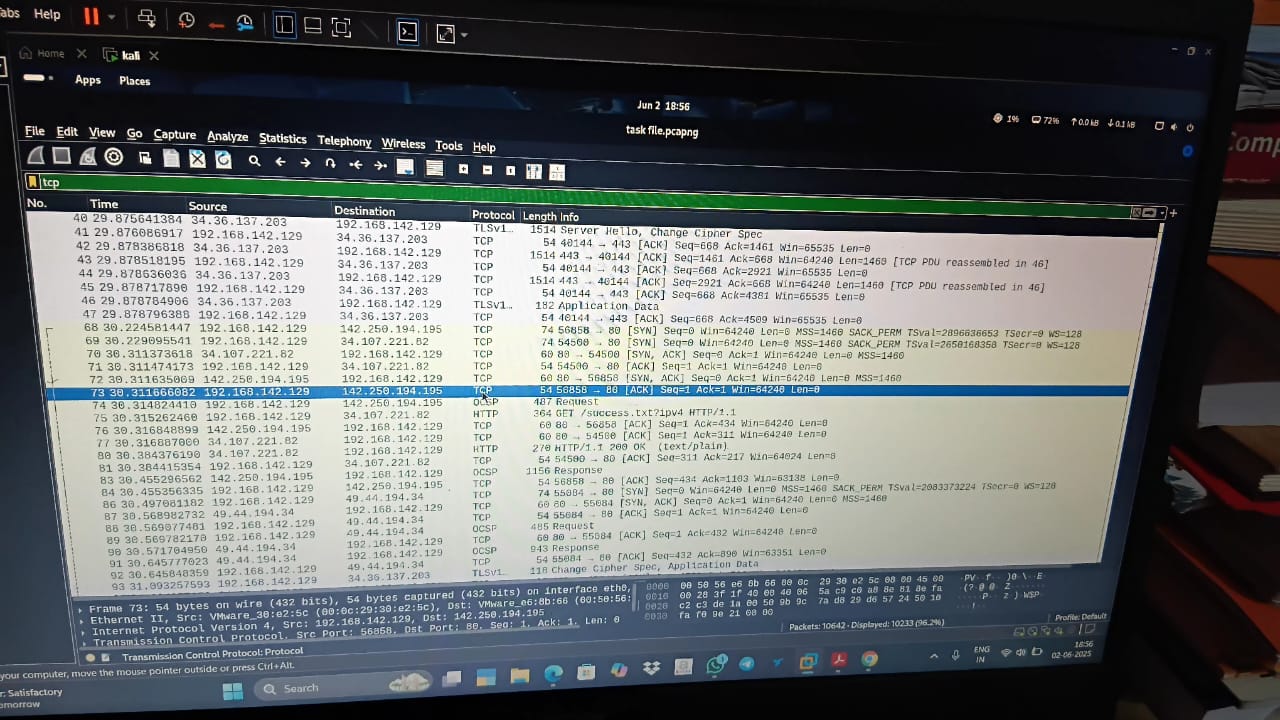 abs Help
Home kali
Apps Places
Jun 2 18:56
1% 72% ↑0.0 kB ↓0.1 kB
task file.pcapng
File Edit View Go Capture Analyze Statistics Telephony Wireless Tools Help
tcp
No. Time Source Destination Protocol Length Info
40 29.875641384 34.36.137.203 192.168.142.129 TLSv1… 1514 Server Hello, Change Cipher Spec
41 29.876086917 192.168.142.129 34.36.137.203 TCP 54 40144 → 443 [ACK] Seq=668 Ack=1461 Win=65535 Len=0
42 29.878386818 34.36.137.203 192.168.142.129 TCP 1514 443 → 40144 [ACK] Seq=1461 Ack=668 Win=64240 Len=1460 [TCP PDU reassembled in 46]
43 29.878518195 192.168.142.129 34.36.137.203 TCP 54 40144 → 443 [ACK] Seq=668 Ack=2921 Win=65535 Len=0
44 29.878636036 34.36.137.203 192.168.142.129 TCP 1514 443 → 40144 [ACK] Seq=2921 Ack=668 Win=64240 Len=1460 [TCP PDU reassembled in 46]
45 29.878717890 192.168.142.129 34.36.137.203 TCP 54 40144 → 443 [ACK] Seq=668 Ack=4381 Win=65535 Len=0
46 29.878784906 34.36.137.203 192.168.142.129 TLSv1… 182 Application Data
47 29.878796388 192.168.142.129 34.36.137.203 TCP 54 40144 → 443 [ACK] Seq=668 Ack=4509 Win=65535 Len=0
68 30.224581447 192.168.142.129 142.250.194.195 TCP 74 56858 → 80 [SYN] Seq=0 Win=64240 Len=0 MSS=1460 SACK_PERM TSval=2896636653 TSecr=0 WS=128
69 30.229095541 192.168.142.129 34.107.221.82 TCP 74 54500 → 80 [SYN] Seq=0 Win=64240 Len=0 MSS=1460 SACK_PERM TSval=2650168358 TSecr=0 WS=128
70 30.311373618 34.107.221.82 192.168.142.129 TCP 60 80 → 54500 [SYN, ACK] Seq=0 Ack=1 Win=64240 Len=0 MSS=1460
71 30.311474173 192.168.142.129 34.107.221.82 TCP 54 54500 → 80 [ACK] Seq=1 Ack=1 Win=64240 Len=0
72 30.311635009 142.250.194.195 192.168.142.129 TCP 60 80 → 56858 [SYN, ACK] Seq=0 Ack=1 Win=64240 Len=0 MSS=1460
73 30.311666082 192.168.142.129 142.250.194.195 TCP 54 56858 → 80 [ACK] Seq=1 Ack=1 Win=64240 Len=0
74 30.314824410 192.168.142.129 142.250.194.195 OCSP 487 Request
75 30.315262460 192.168.142.129 34.107.221.82 HTTP 364 GET /success.txt?ipv4 HTTP/1.1
76 30.316848899 142.250.194.195 192.168.142.129 TCP 60 80 → 56858 [ACK] Seq=1 Ack=434 Win=64240 Len=0
77 30.316887000 34.107.221.82 192.168.142.129 TCP 60 80 → 54500 [ACK] Seq=1 Ack=311 Win=64240 Len=0
80 30.384376190 34.107.221.82 192.168.142.129 HTTP 270 HTTP/1.1 200 OK (text/plain)
81 30.384415354 192.168.142.129 34.107.221.82 TCP 54 54500 → 80 [ACK] Seq=311 Ack=217 Win=64024 Len=0
83 30.455296562 142.250.194.195 192.168.142.129 OCSP 1156 Response
84 30.455356335 192.168.142.129 142.250.194.195 TCP 54 56858 → 80 [ACK] Seq=434 Ack=1103 Win=63138 Len=0
86 30.497081182 192.168.142.129 49.44.194.34 TCP 74 55084 → 80 [SYN] Seq=0 Win=64240 Len=0 MSS=1460 SACK_PERM TSval=2083373224 TSecr=0 WS=128
87 30.568982732 49.44.194.34 192.168.142.129 TCP 60 80 → 55084 [SYN, ACK] Seq=0 Ack=1 Win=64240 Len=0 MSS=1460
88 30.569077481 192.168.142.129 49.44.194.34 TCP 54 55084 → 80 [ACK] Seq=1 Ack=1 Win=64240 Len=0
89 30.569782170 192.168.142.129 49.44.194.34 OCSP 485 Request
90 30.571704950 49.44.194.34 192.168.142.129 TCP 60 80 → 55084 [ACK] Seq=1 Ack=432 Win=64240 Len=0
91 30.645777023 49.44.194.34 192.168.142.129 OCSP 943 Response
92 30.645848359 192.168.142.129 49.44.194.34 TCP 54 55084 → 80 [ACK] Seq=432 Ack=890 Win=63351 Len=0
93 31.093257593 192.168.142.129 34.36.137.203 TLSv1… 118 Change Cipher Spec, Application Data
Frame 73: 54 bytes on wire (432 bits), 54 bytes captured (432 bits) on interface eth0,
Ethernet II, Src: VMware_30:e2:5c (00:0c:29:30:e2:5c), Dst: VMware_e6:8b:66 (00:50:56:
Internet Protocol Version 4, Src: 192.168.142.129, Dst: 142.250.194.195
Transmission Control Protocol, Src Port: 56858, Dst Port: 80, Seq: 1, Ack: 1, Len: 0
0000 00 50 56 e6 8b 66 00 0c 29 30 e2 5c 08 00 45 00
0010 00 28 3f 1f 40 00 40 06 5a c9 c0 a8 8e 81 8e fa
0020 c2 c3 de 1a 00 50 9b 9c 7a d8 29 d6 57 24 50 10
0030 fa f0 9e 21 00 00
Transmission Control Protocol: Protocol
Packets: 10642 · Displayed: 10233 (96.2%)
Profile: Default
your computer, move the mouse pointer outside or press Ctrl+Alt.
r: Satisfactory
omorrow
Search
ENG
IN
18:56
02-06-2025
Comp